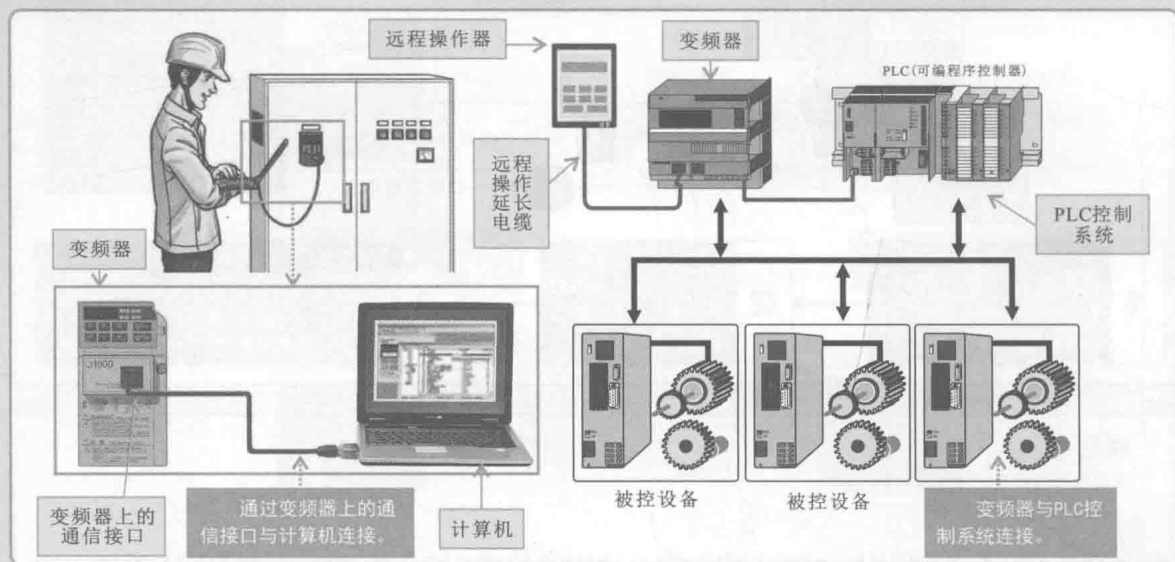 远程操作器
变频器
PLC(可编程序控制器)
远程
操作
延长
电缆
PLC控制
系统
变频器
被控设备
被控设备
变频器上的
通信接口
通过变频器上的通
信接口与计算机连接。
计算机
变频器与PLC控
制系统连接。